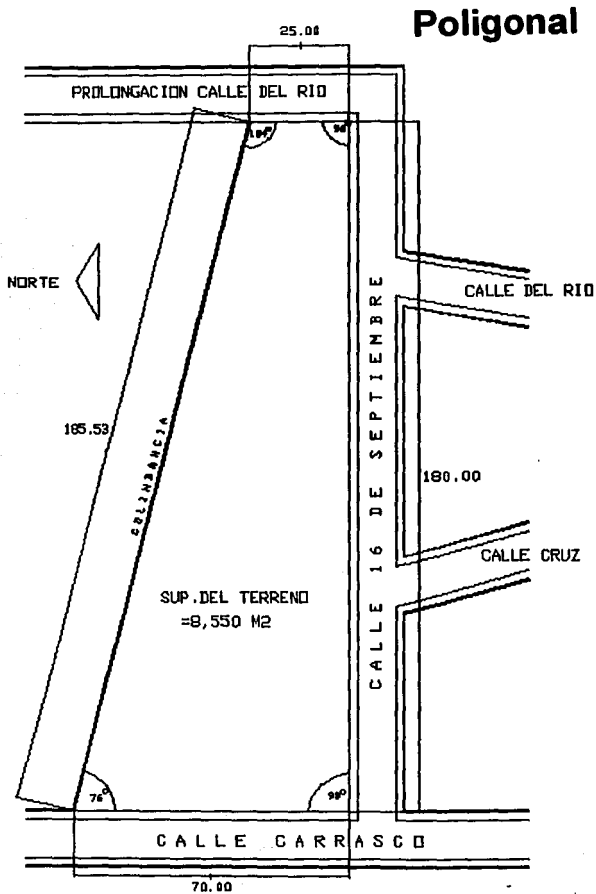 Poligonal
25.00
PROLONGACION CALLE DEL RIO
104°
90°
NORTE
CALLE DEL RIO
CALLE 16 DE SEPTIEMBRE
185.53
COLINDANCIA
180.00
CALLE CRUZ
SUP.DEL TERRENO
=8,550 M2
76°
90°
CALLE CARRASCO
70.00